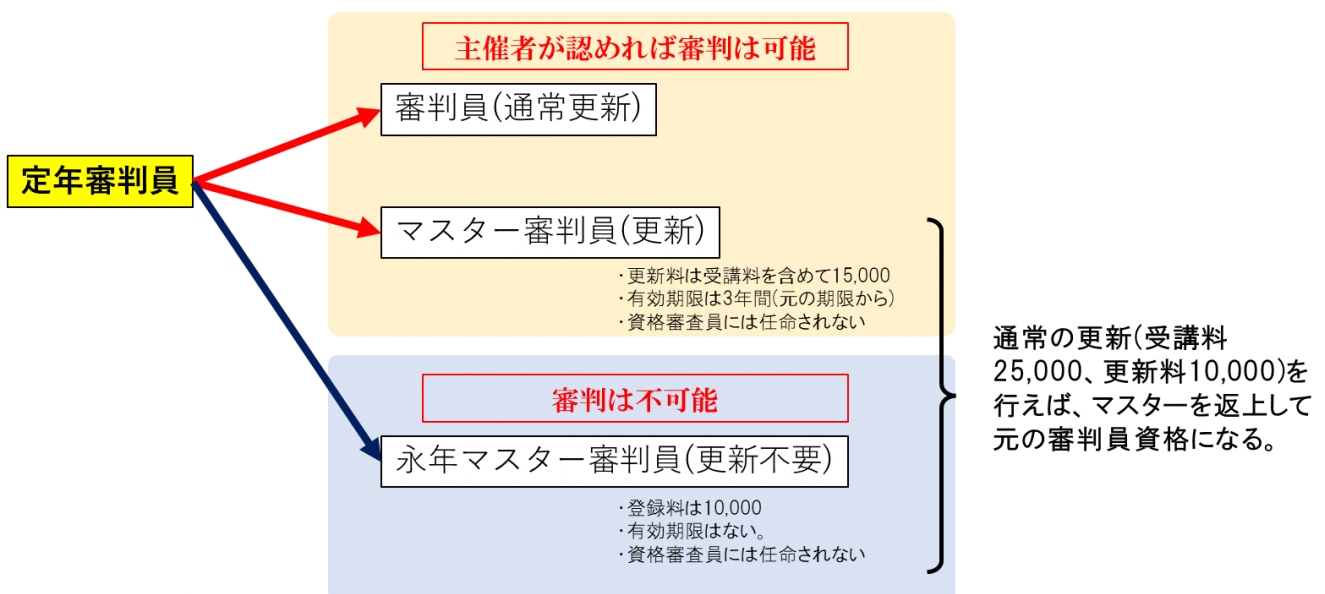 主催者が認めれば審判は可能
審判員(通常更新)
定年審判員
マスター審判員(更新)
・更新料は受講料を含めて15,000
・有効期限は3年間(元の期限から)
・資格審査員には任命されない
審判は不可能
永年マスター審判員(更新不要)
・登録料は10,000
・有効期限はない。
・資格審査員には任命されない
通常の更新(受講料
25,000、更新料10,000)を
行えば、マスターを返上して
元の審判員資格になる。